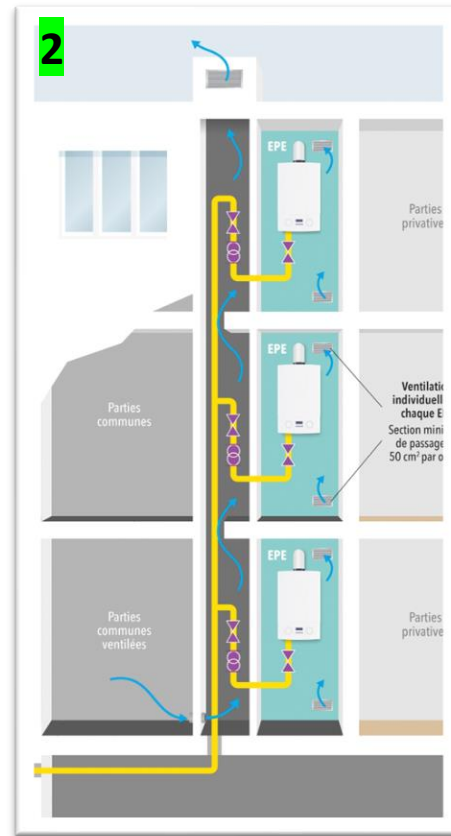 2
EPE
Parties
privative
EPE
Parties
communes
Ventilatio
individuell
chaque E
Section mini
de passage
50 cm² par o
EPE
Parties
communes
ventilées
Parties
privative